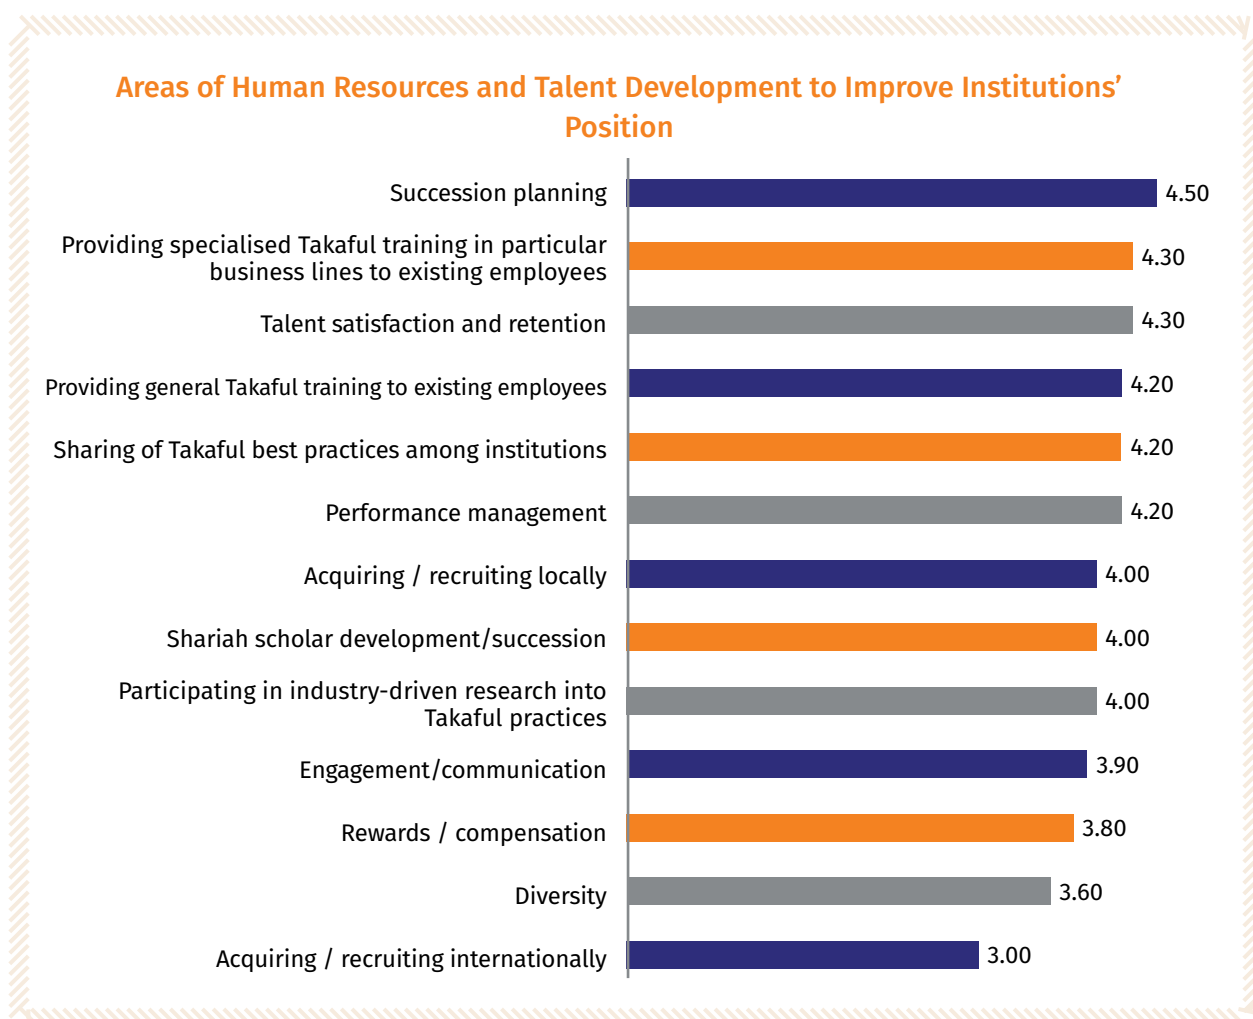 Areas of Human Resources and Talent Development to Improve Institutions’
Position
Succession planning
4.50
Providing specialised Takaful training in particular
business lines to existing employees
4.30
Talent satisfaction and retention
4.30
Providing general Takaful training to existing employees
4.20
Sharing of Takaful best practices among institutions
4.20
Performance management
4.20
Acquiring / recruiting locally
4.00
Shariah scholar development/succession
4.00
Participating in industry-driven research into
Takaful practices
4.00
Engagement/communication
3.90
Rewards / compensation
3.80
Diversity
3.60
Acquiring / recruiting internationally
3.00